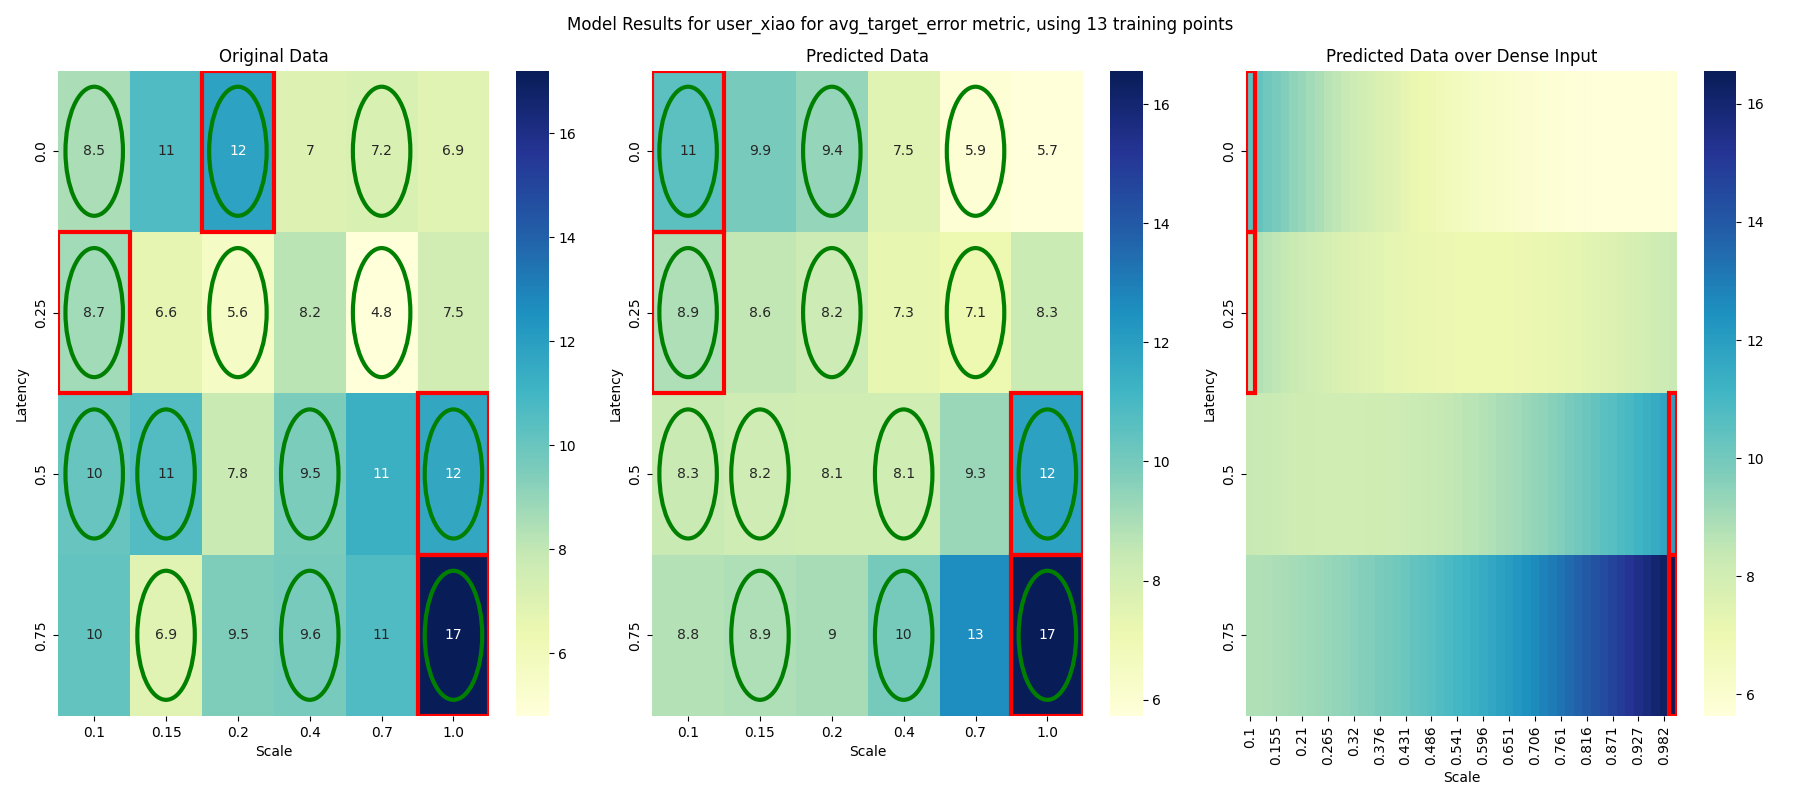 Model Results for user_xiao for avg_target_error metric, using 13 training points
Original Data
8.5 11 12 7 7.2 6.9
8.7 6.6 5.6 8.2 4.8 7.5
10 11 7.8 9.5 11 12
10 6.9 9.5 9.6 11 17
0.0
0.25
0.5
0.75
Latency
0.1 0.15 0.2 0.4 0.7 1.0
Scale
16
14
12
10
8
6
Predicted Data
11 9.9 9.4 7.5 5.9 5.7
8.9 8.6 8.2 7.3 7.1 8.3
8.3 8.2 8.1 8.1 9.3 12
8.8 8.9 9 10 13 17
0.0
0.25
0.5
0.75
Latency
0.1 0.15 0.2 0.4 0.7 1.0
Scale
16
14
12
10
8
6
Predicted Data over Dense Input
0.0
0.25
0.5
0.75
Latency
0.1 0.155 0.21 0.265 0.32 0.376 0.431 0.486 0.541 0.596 0.651 0.706 0.761 0.816 0.871 0.927 0.982
Scale
16
14
12
10
8
6